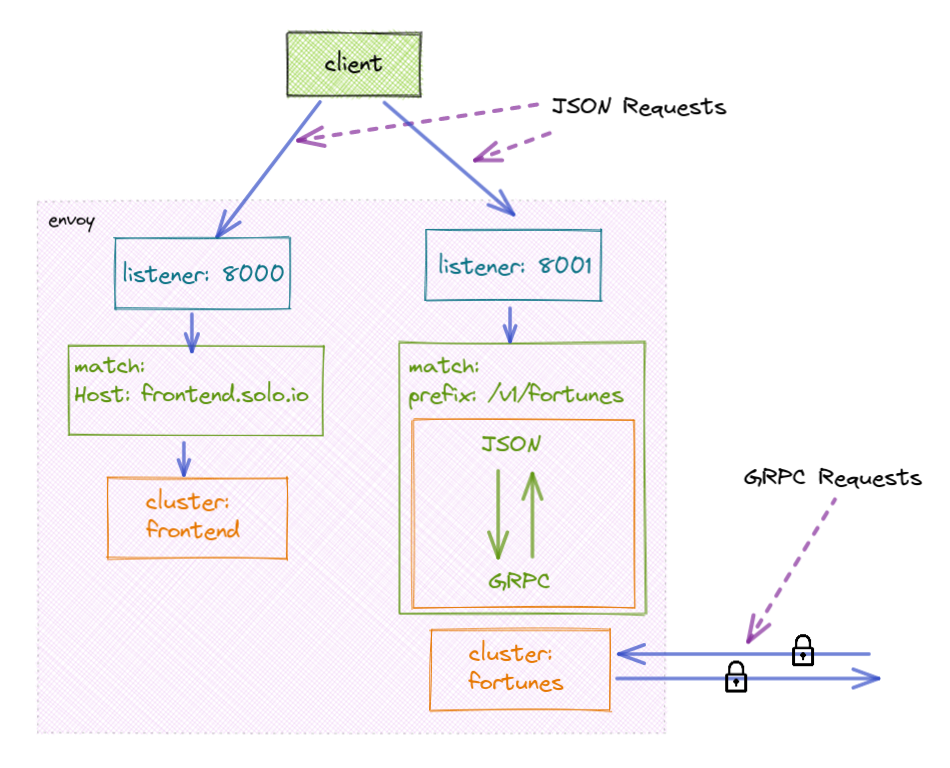 client
JSON Requests
envoy
listener: 8000
listener: 8001
match:
Host: frontend.solo.io
match:
prefix: /v1/fortunes
JSON
GRPC
cluster:
frontend
GRPC Requests
cluster:
fortunes